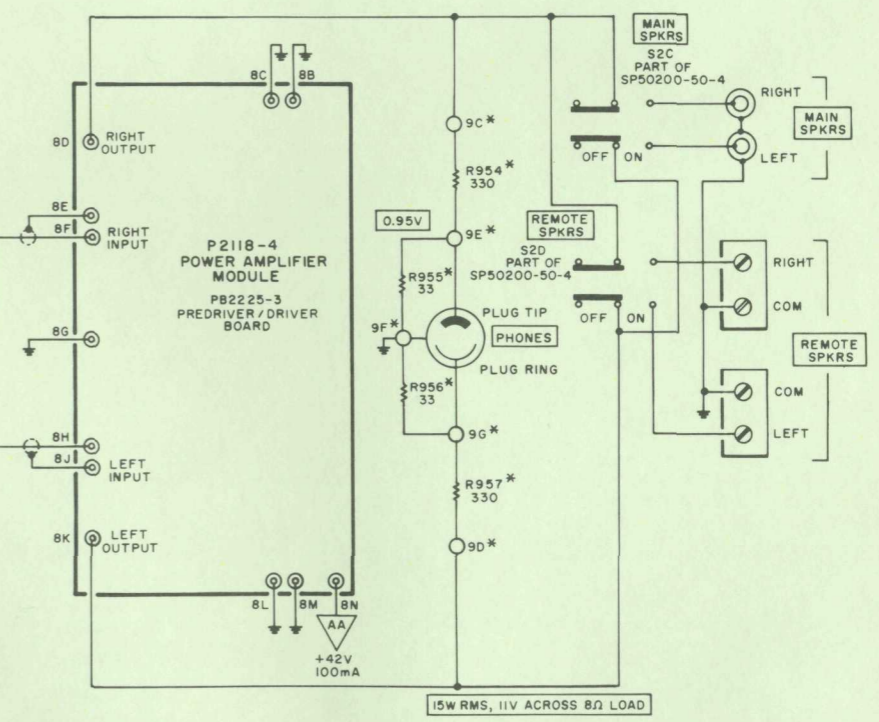 MAIN
SPKRS
S2C
PART OF
SP50200-50-4
8C
8B
8D
RIGHT
OUTPUT
9C*
RIGHT
MAIN
SPKRS
OFF
ON
LEFT
R954*
330
8E
8F
RIGHT
INPUT
0.95V
9E*
REMOTE
SPKRS
S2D
PART OF
SP50200-50-4
P2118-4
POWER AMPLIFIER
MODULE
PB2225-3
PREDRIVER/DRIVER
BOARD
R955*
33
RIGHT
COM
8G
9F*
PLUG TIP
PHONES
PLUG RING
OFF
ON
REMOTE
SPKRS
R956*
33
COM
LEFT
8H
8J
LEFT
INPUT
9G*
R957*
330
8K
LEFT
OUTPUT
9D*
8L
8M
8N
AA
+42V
100mA
15W RMS, 11V ACROSS 8Ω LOAD